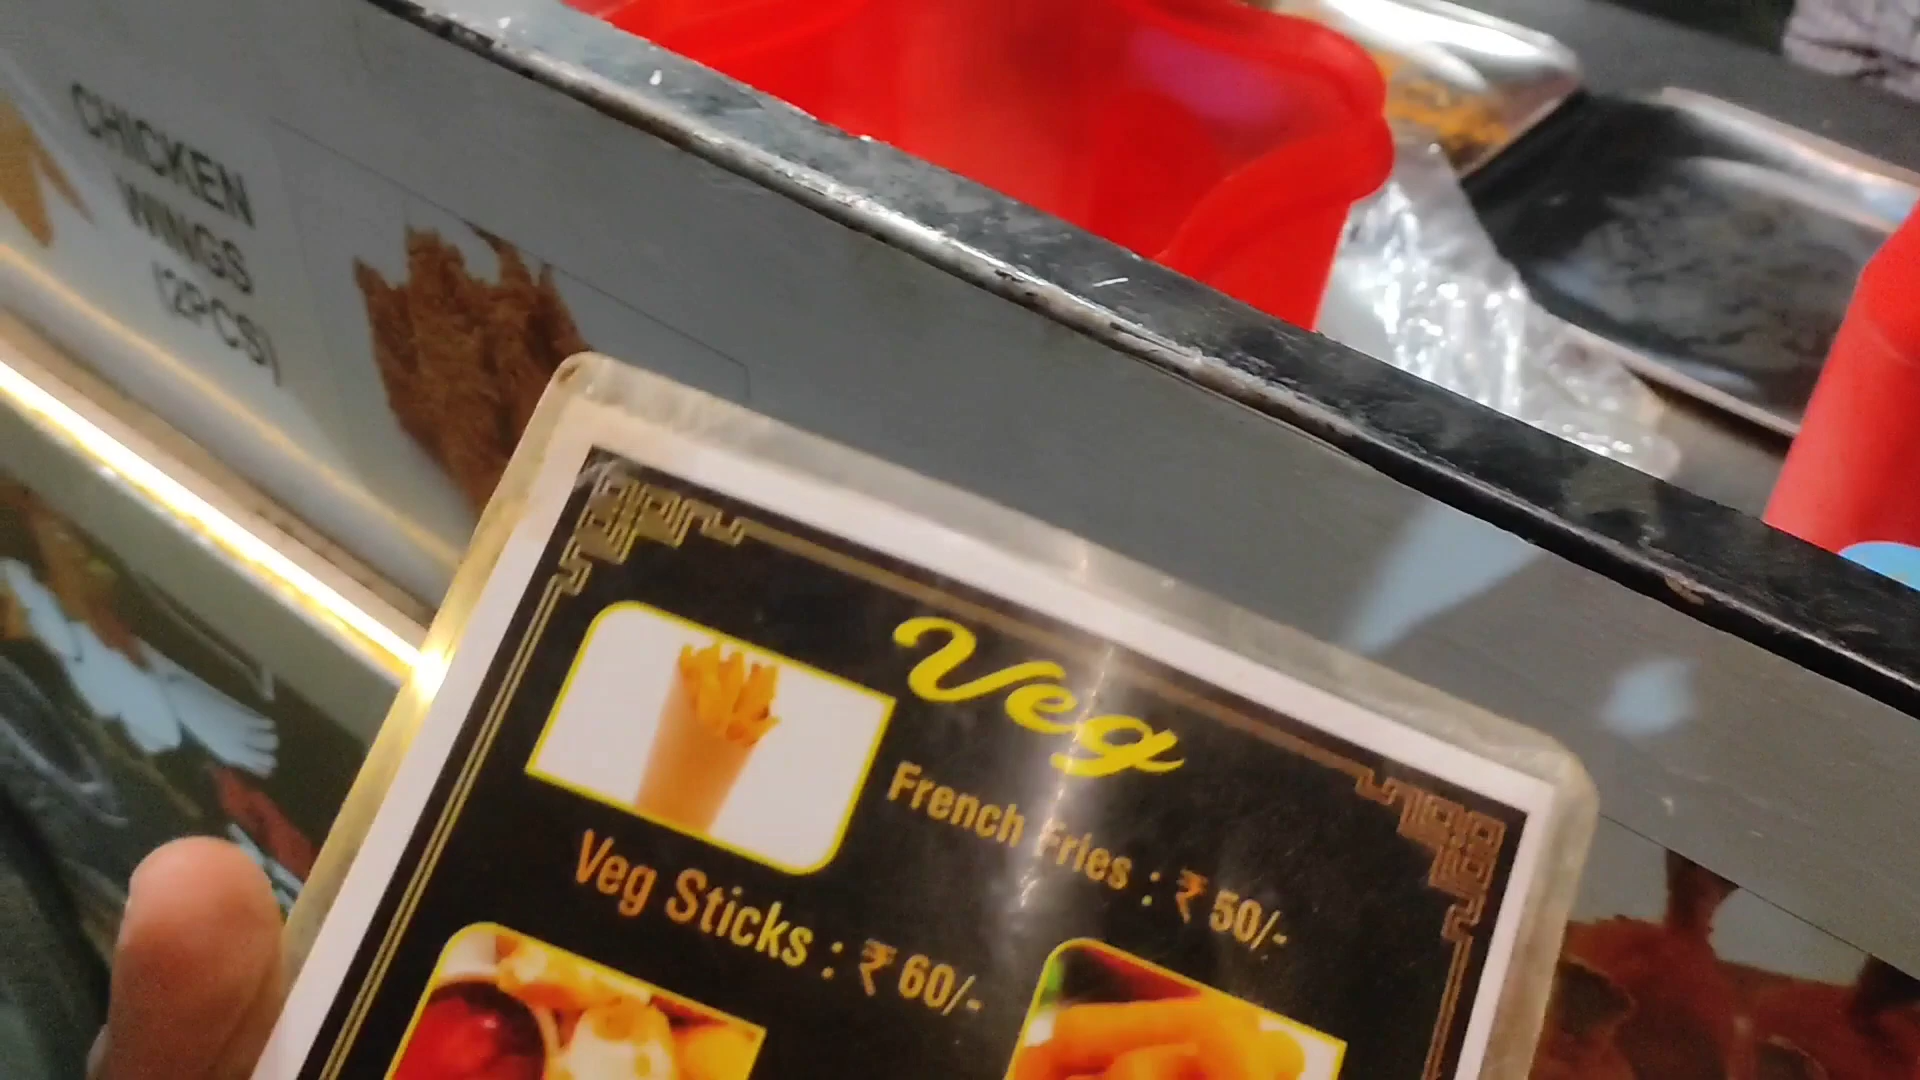 CHICKEN
WINGS
(2PCS)
Veg
French Fries : ₹ 50/-
Veg Sticks : ₹ 60/-